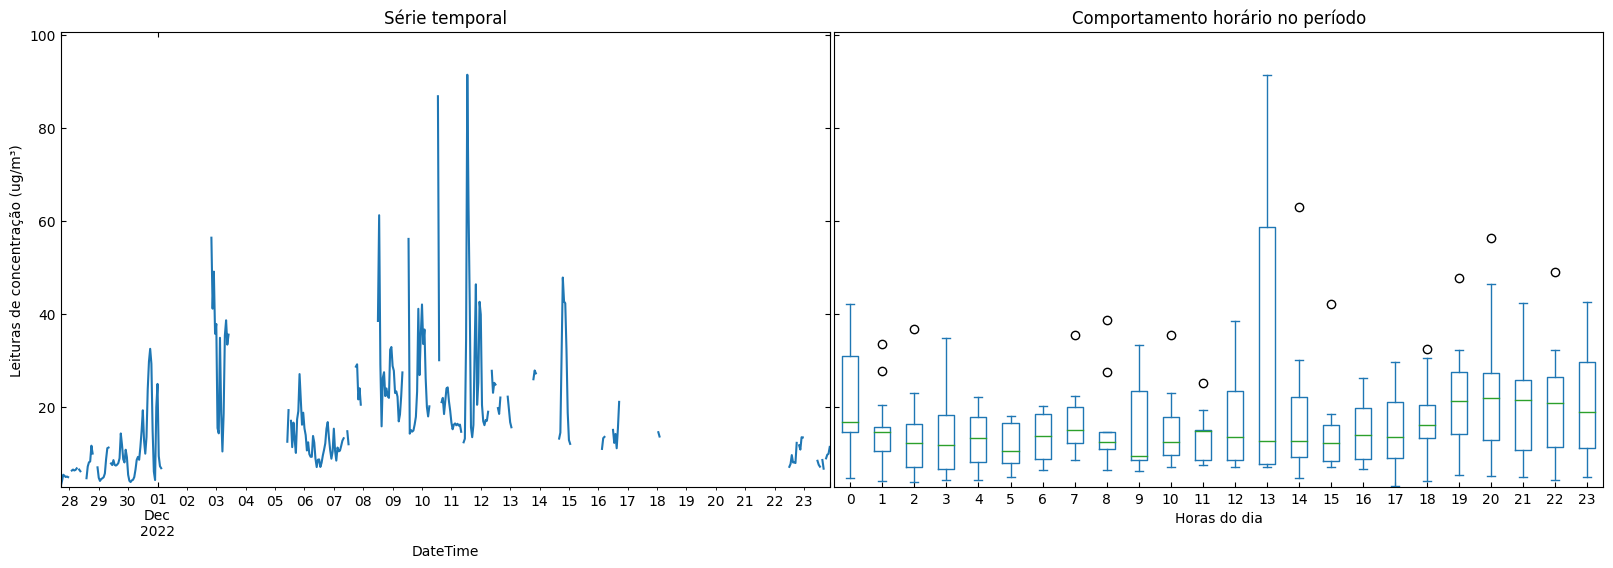 Série temporal
Comportamento horário no período
Leituras de concentração (ug/m³)
100
80
60
40
20
28 29 30 01 02 03 04 05 06 07 08 09 10 11 12 13 14 15 16 17 18 19 20 21 22 23
Dec
2022
DateTime
0 1 2 3 4 5 6 7 8 9 10 11 12 13 14 15 16 17 18 19 20 21 22 23
Horas do dia